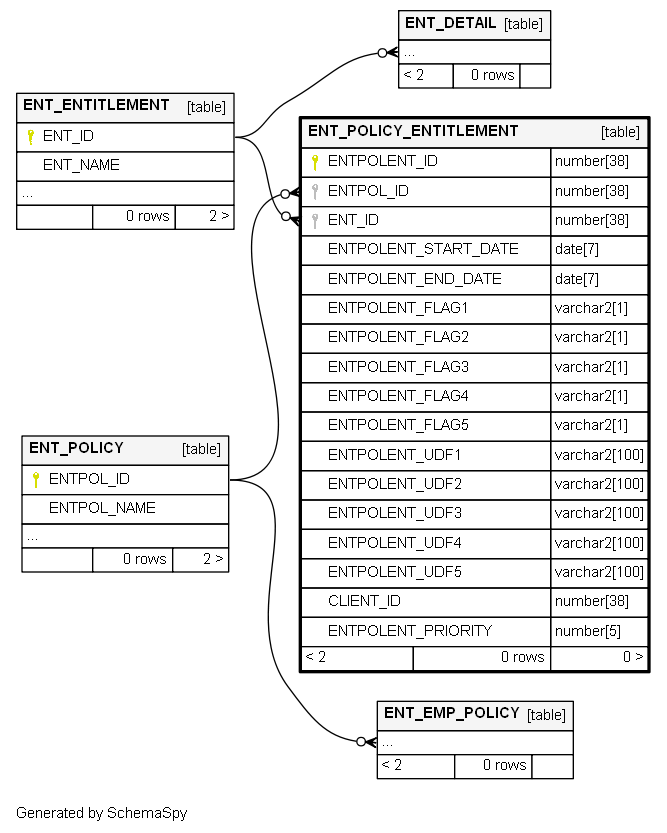 ENT_DETAIL [table]
...
< 2 0 rows
ENT_ENTITLEMENT [table]
ENT_ID
ENT_NAME
...
0 rows 2 >
ENT_POLICY_ENTITLEMENT [table]
ENTPOLENT_ID number[38]
ENTPOL_ID number[38]
ENT_ID number[38]
ENTPOLENT_START_DATE date[7]
ENTPOLENT_END_DATE date[7]
ENTPOLENT_FLAG1 varchar2[1]
ENTPOLENT_FLAG2 varchar2[1]
ENTPOLENT_FLAG3 varchar2[1]
ENTPOLENT_FLAG4 varchar2[1]
ENTPOLENT_FLAG5 varchar2[1]
ENTPOLENT_UDF1 varchar2[100]
ENTPOLENT_UDF2 varchar2[100]
ENTPOLENT_UDF3 varchar2[100]
ENTPOLENT_UDF4 varchar2[100]
ENTPOLENT_UDF5 varchar2[100]
CLIENT_ID number[38]
ENTPOLENT_PRIORITY number[5]
< 2 0 rows 0 >
ENT_POLICY [table]
ENTPOL_ID
ENTPOL_NAME
...
0 rows 2 >
ENT_EMP_POLICY [table]
...
< 2 0 rows
Generated by SchemaSpy